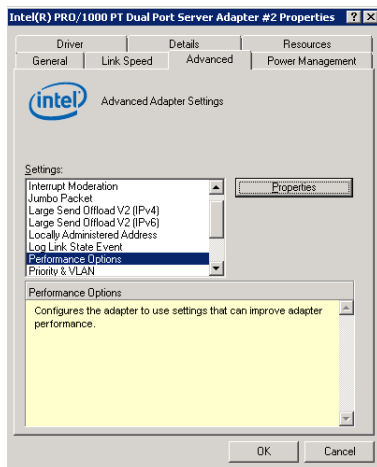 Intel(R) PRO/1000 PT Dual Port Server Adapter #2 Properties
Driver Details Resources
General Link Speed Advanced Power Management
intel Advanced Adapter Settings
Settings:
Interrupt Moderation
Jumbo Packet
Large Send Offload V2 (IPv4)
Large Send Offload V2 (IPv6)
Locally Administered Address
Log Link State Event
Performance Options
Priority & VLAN
Properties
Performance Options
Configures the adapter to use settings that can improve adapter
performance.
OK Cancel